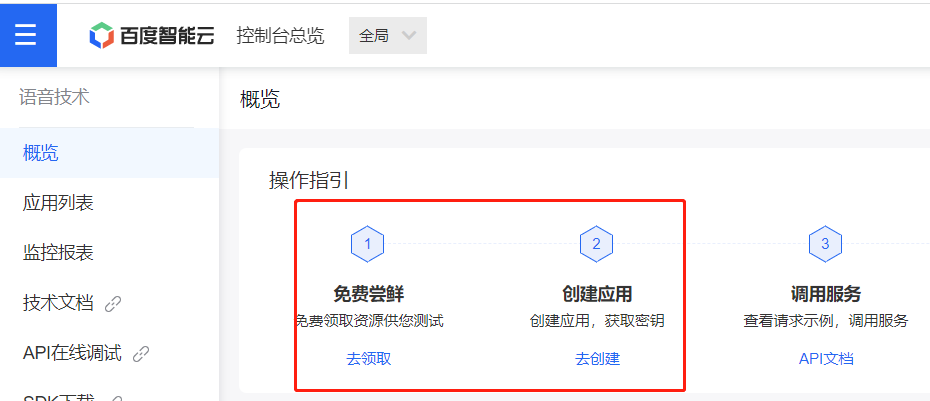 百度智能云 控制台总览 全局
语音技术
概览
应用列表
监控报表
技术文档
API在线调试
SDK下载
概览
操作指引
1
免费尝鲜
免费领取资源供您测试
去领取
2
创建应用
创建应用，获取密钥
去创建
3
调用服务
查看请求示例，调用服务
API文档